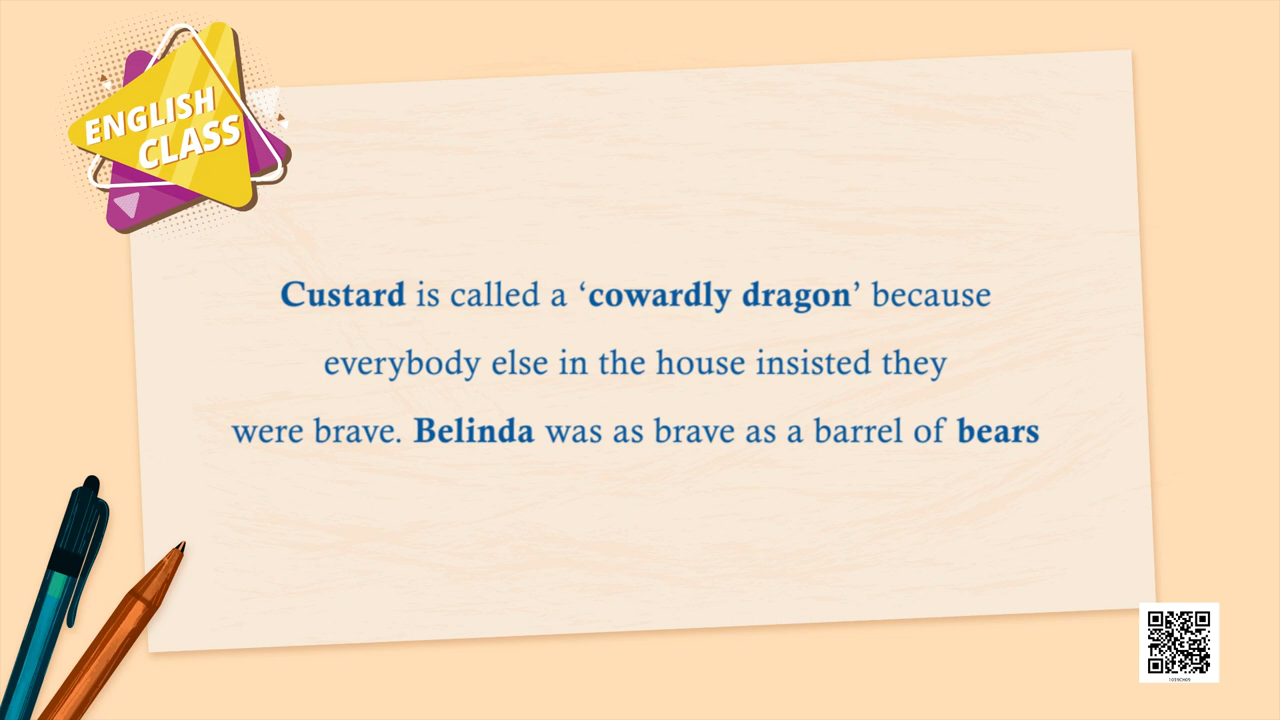 ENGLISH
CLASS
Custard is called a ‘cowardly dragon’ because
everybody else in the house insisted they
were brave. Belinda was as brave as a barrel of bears